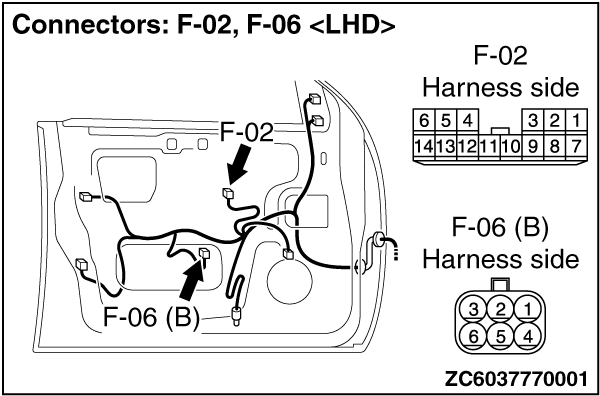 Connectors: F-02, F-06 <LHD>
F-02
Harness side
6 5 4 3 2 1
14 13 12 11 10 9 8 7
F-02
F-06 (B)
F-06 (B)
Harness side
3 2 1
6 5 4
ZC6037770001